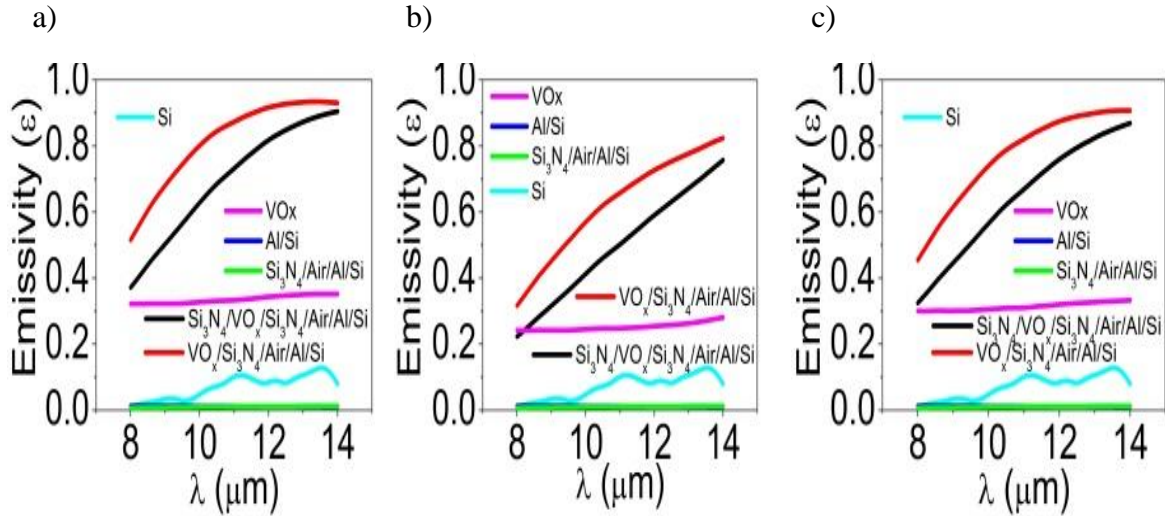 a)
b)
c)
1.0
0.8
0.6
0.4
0.2
0.0
Emissivity (ε)
Si
VOx
Al/Si
Si₃N₄/Air/Al/Si
Si₃N₄/VOₓ/Si₃N₄/Air/Al/Si
VOₓ/Si₃N₄/Air/Al/Si
8 10 12 14
λ (μm)
1.0
0.8
0.6
0.4
0.2
0.0
Emissivity (ε)
VOx
Al/Si
Si₃N₄/Air/Al/Si
Si
VOₓ/Si₃N₄/Air/Al/Si
Si₃N₄/VOₓ/Si₃N₄/Air/Al/Si
8 10 12 14
λ (μm)
1.0
0.8
0.6
0.4
0.2
0.0
Emissivity (ε)
Si
VOx
Al/Si
Si₃N₄/Air/Al/Si
Si₃N₄/VOₓ/Si₃N₄/Air/Al/Si
VOₓ/Si₃N₄/Air/Al/Si
8 10 12 14
λ (μm)